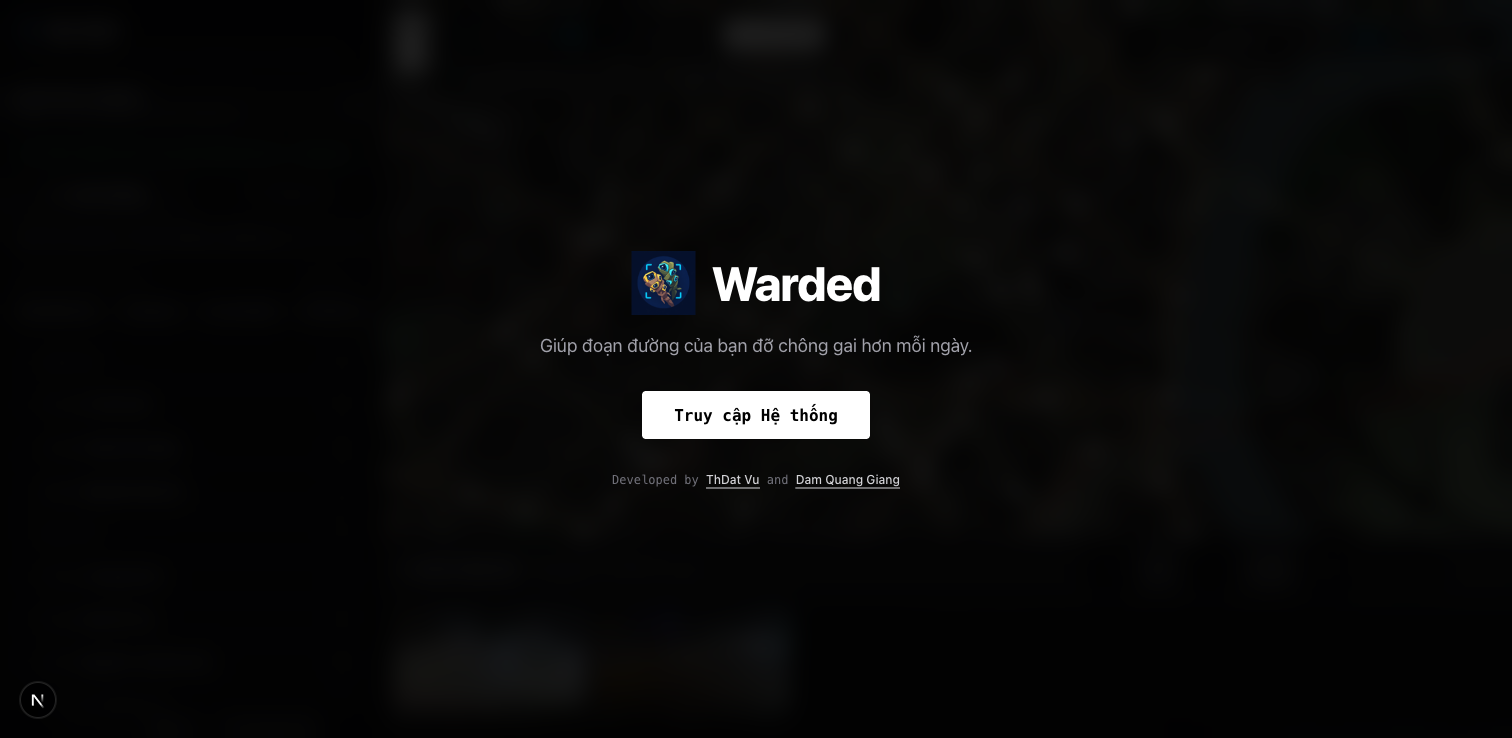 Warded
Giúp đoạn đường của bạn đỡ chông gai hơn mỗi ngày.
Truy cập Hệ thống
Developed by ThDat Vu and Dam Quang Giang
N